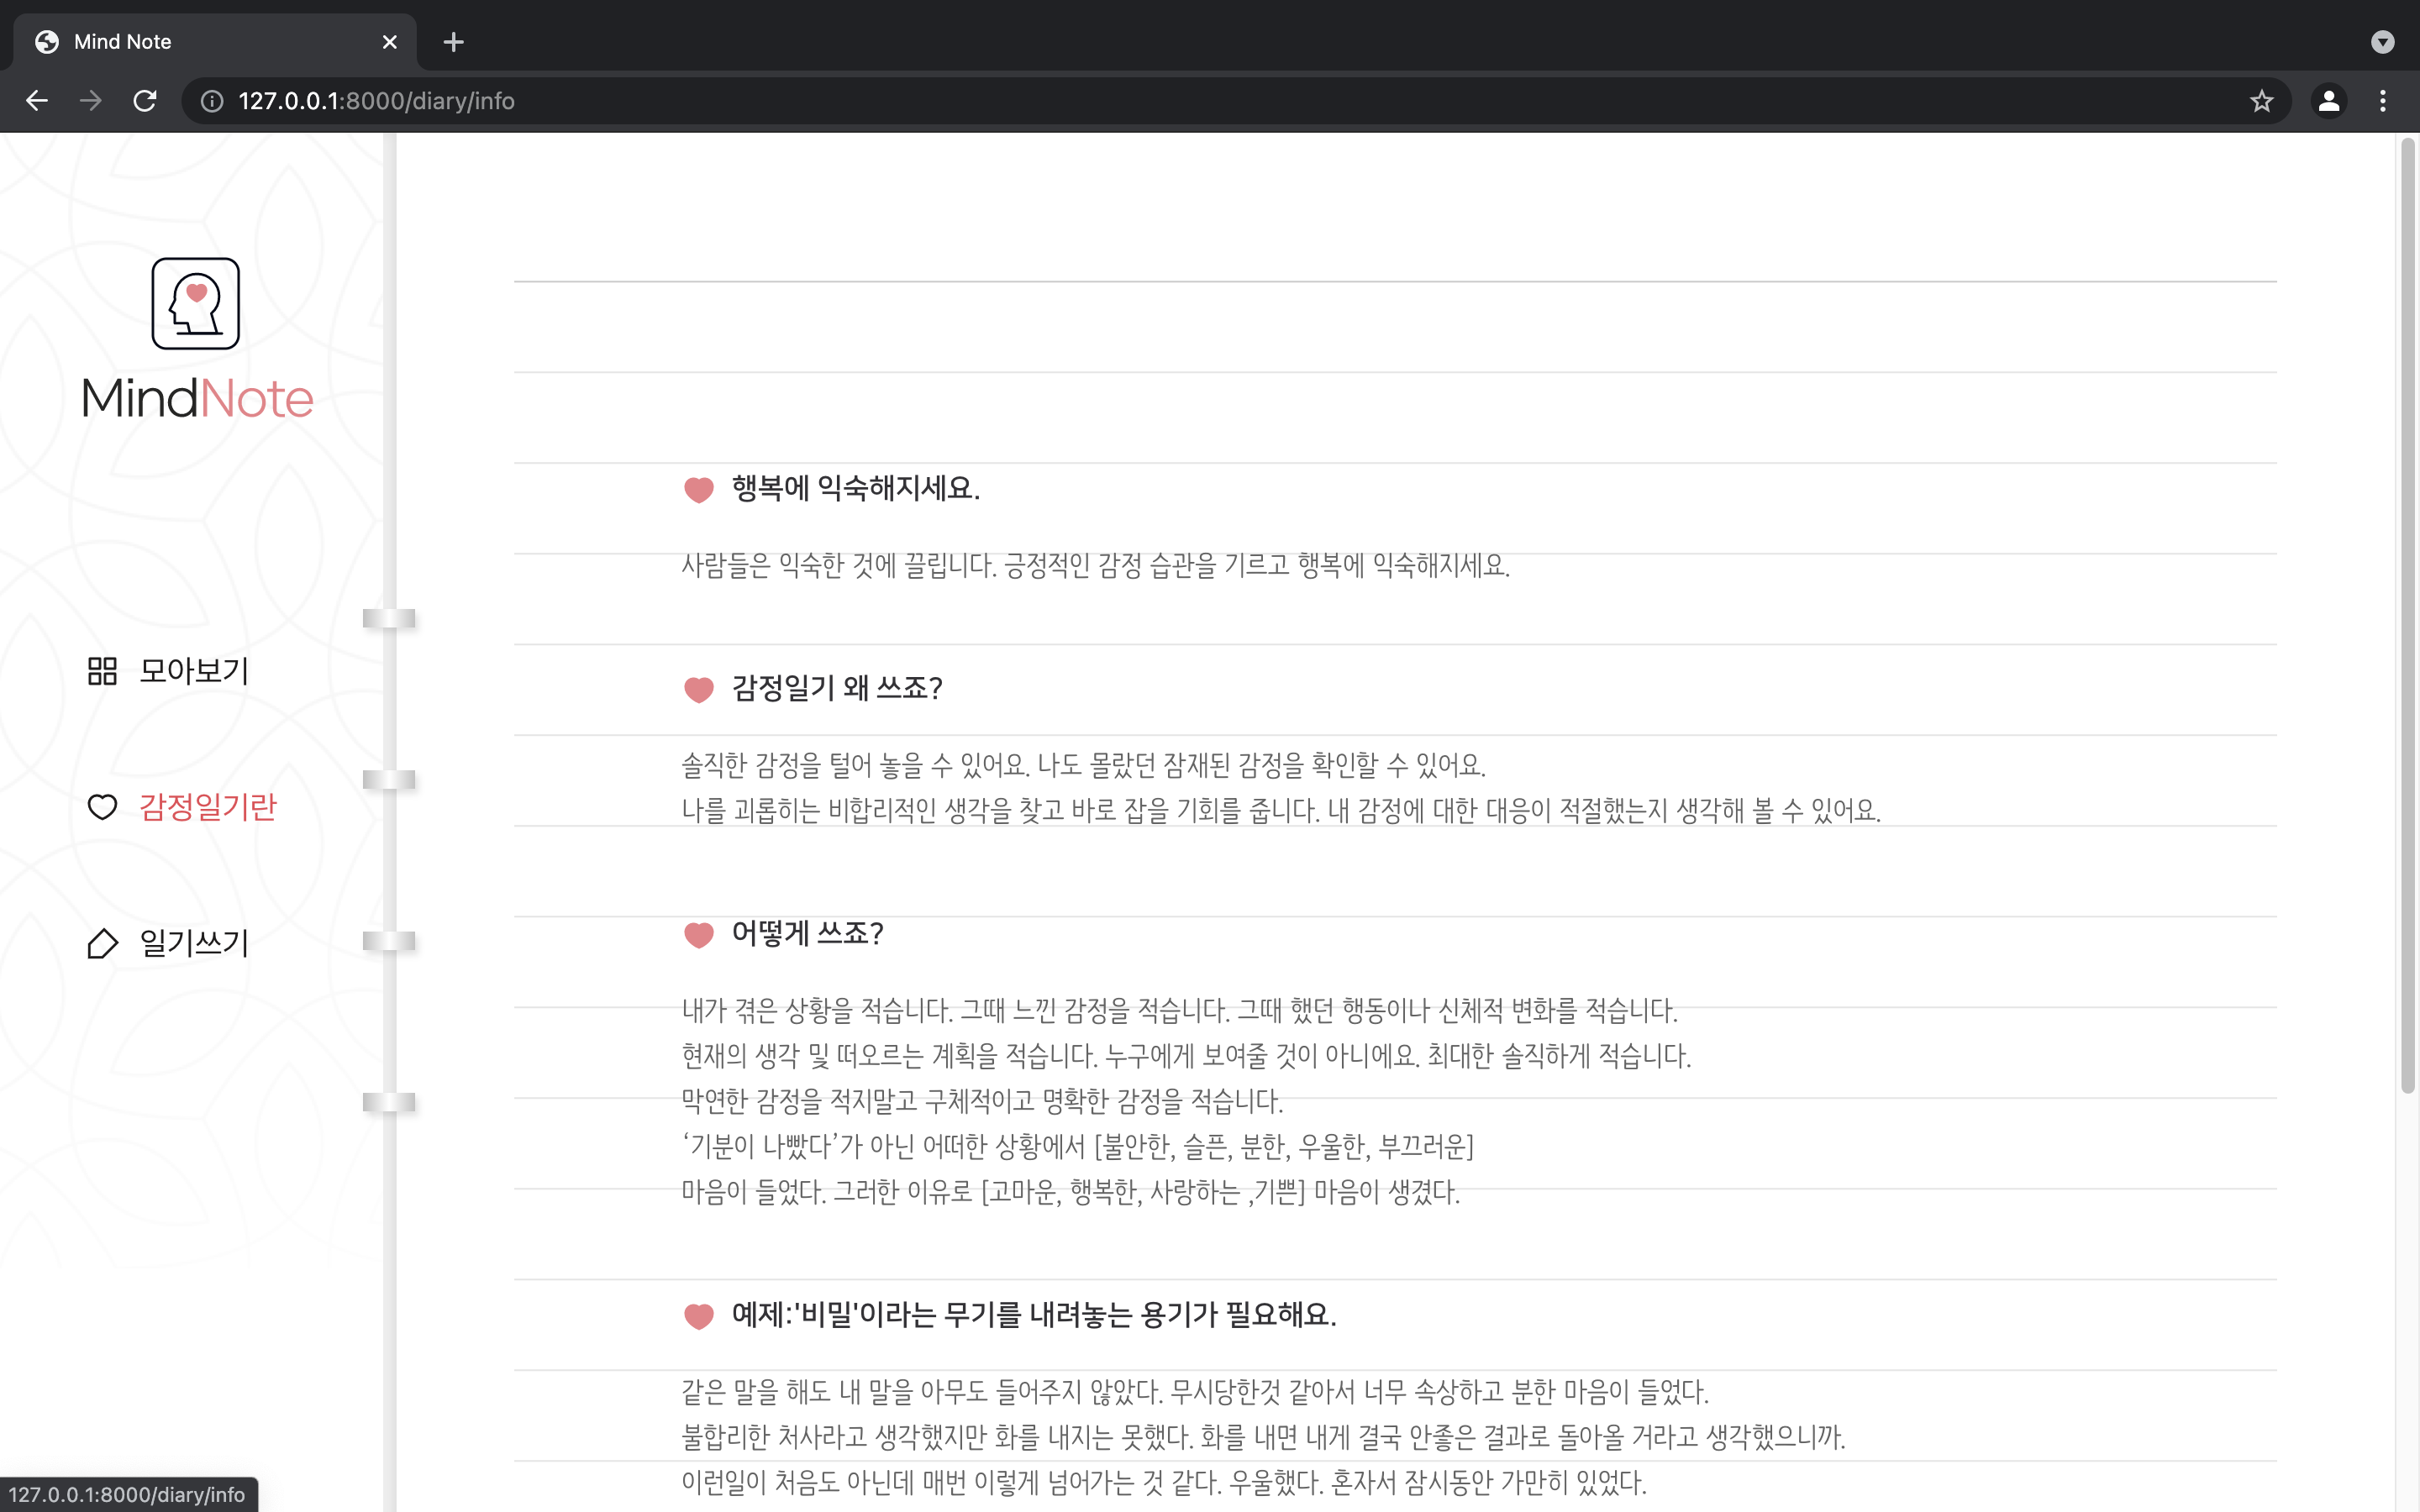 Mind Note
127.0.0.1:8000/diary/info
MindNote
모아보기
감정일기란
일기쓰기
행복에 익숙해지세요.
사람들은 익숙한 것에 끌립니다. 긍정적인 감정 습관을 기르고 행복에 익숙해지세요.
감정일기 왜 쓰죠?
솔직한 감정을 털어 놓을 수 있어요. 나도 몰랐던 잠재된 감정을 확인할 수 있어요.
나를 괴롭히는 비합리적인 생각을 찾고 바로 잡을 기회를 줍니다. 내 감정에 대한 대응이 적절했는지 생각해 볼 수 있어요.
어떻게 쓰죠?
내가 겪은 상황을 적습니다. 그때 느낀 감정을 적습니다. 그때 했던 행동이나 신체적 변화를 적습니다.
현재의 생각 및 떠오르는 계획을 적습니다. 누구에게 보여줄 것이 아니에요. 최대한 솔직하게 적습니다.
막연한 감정을 적지말고 구체적이고 명확한 감정을 적습니다.
‘기분이 나빴다’가 아닌 어떠한 상황에서 [불안한, 슬픈, 분한, 우울한, 부끄러운]
마음이 들었다. 그러한 이유로 [고마운, 행복한, 사랑하는 ,기쁜] 마음이 생겼다.
예제:'비밀'이라는 무기를 내려놓는 용기가 필요해요.
같은 말을 해도 내 말을 아무도 들어주지 않았다. 무시당한것 같아서 너무 속상하고 분한 마음이 들었다.
불합리한 처사라고 생각했지만 화를 내지는 못했다. 화를 내면 내게 결국 안좋은 결과로 돌아올 거라고 생각했으니까.
이런일이 처음도 아닌데 매번 이렇게 넘어가는 것 같다. 우울했다. 혼자서 잠시동안 가만히 있었다.
127.0.0.1:8000/diary/info